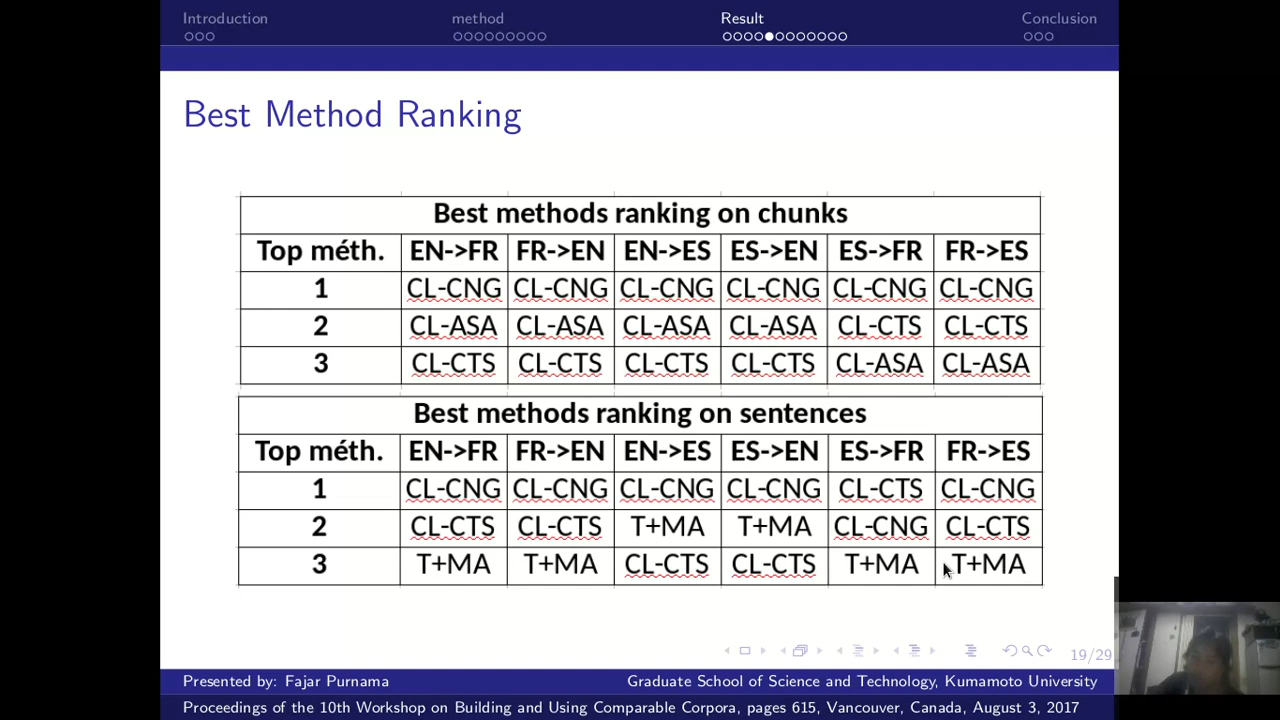 Introduction method Result Conclusion
Best Method Ranking
Best methods ranking on chunks
Top méth. EN->FR FR->EN EN->ES ES->EN ES->FR FR->ES
1 CL-CNG CL-CNG CL-CNG CL-CNG CL-CNG CL-CNG
2 CL-ASA CL-ASA CL-ASA CL-ASA CL-CTS CL-CTS
3 CL-CTS CL-CTS CL-CTS CL-CTS CL-ASA CL-ASA
Best methods ranking on sentences
Top méth. EN->FR FR->EN EN->ES ES->EN ES->FR FR->ES
1 CL-CNG CL-CNG CL-CNG CL-CNG CL-CTS CL-CNG
2 CL-CTS CL-CTS T+MA T+MA CL-CNG CL-CTS
3 T+MA T+MA CL-CTS CL-CTS T+MA T+MA
19/29
Presented by: Fajar Purnama Graduate School of Science and Technology, Kumamoto University
Proceedings of the 10th Workshop on Building and Using Comparable Corpora, pages 615, Vancouver, Canada, August 3, 2017